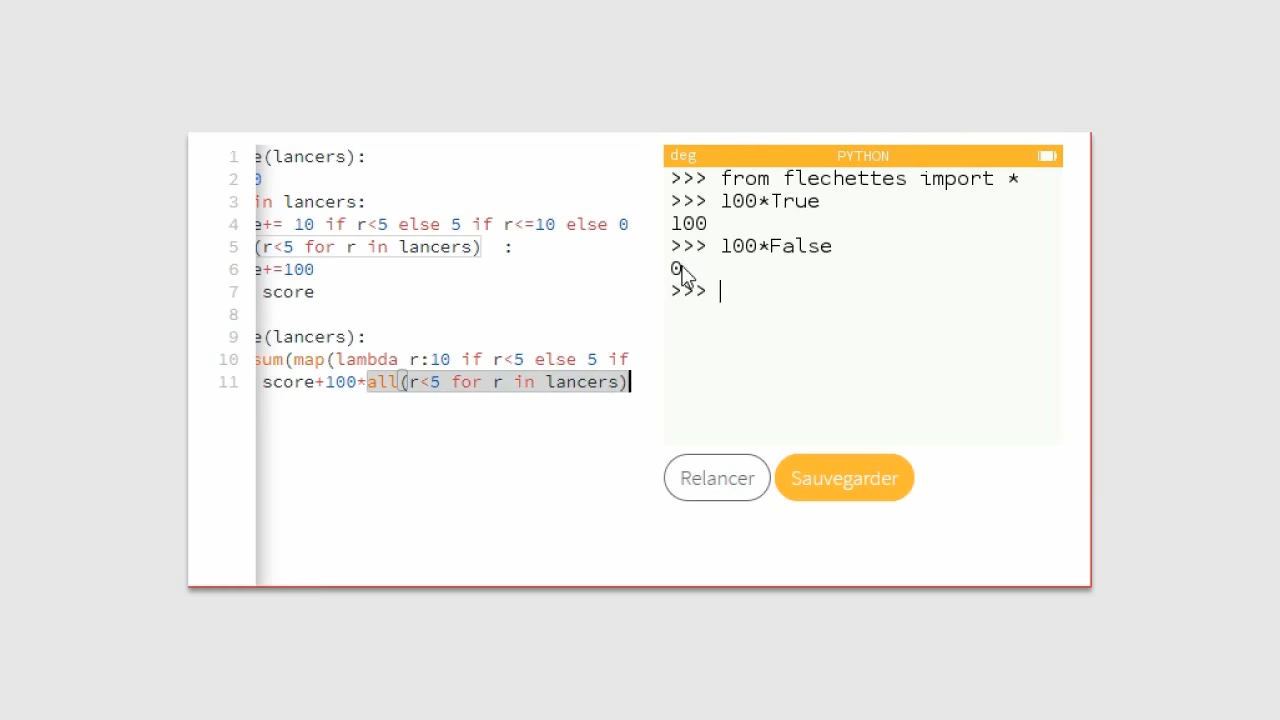 1 e(lancers):
2 0
3 in lancers:
4 e+= 10 if r<5 else 5 if r<=10 else 0
5 (r<5 for r in lancers) :
6 e+=100
7 score
8
9 e(lancers):
10 sum(map(lambda r:10 if r<5 else 5 if
11 score+100*all(r<5 for r in lancers)
deg PYTHON
>>> from flechettes import *
>>> 100*True
100
>>> 100*False
0
>>>
Relancer Sauvegarder